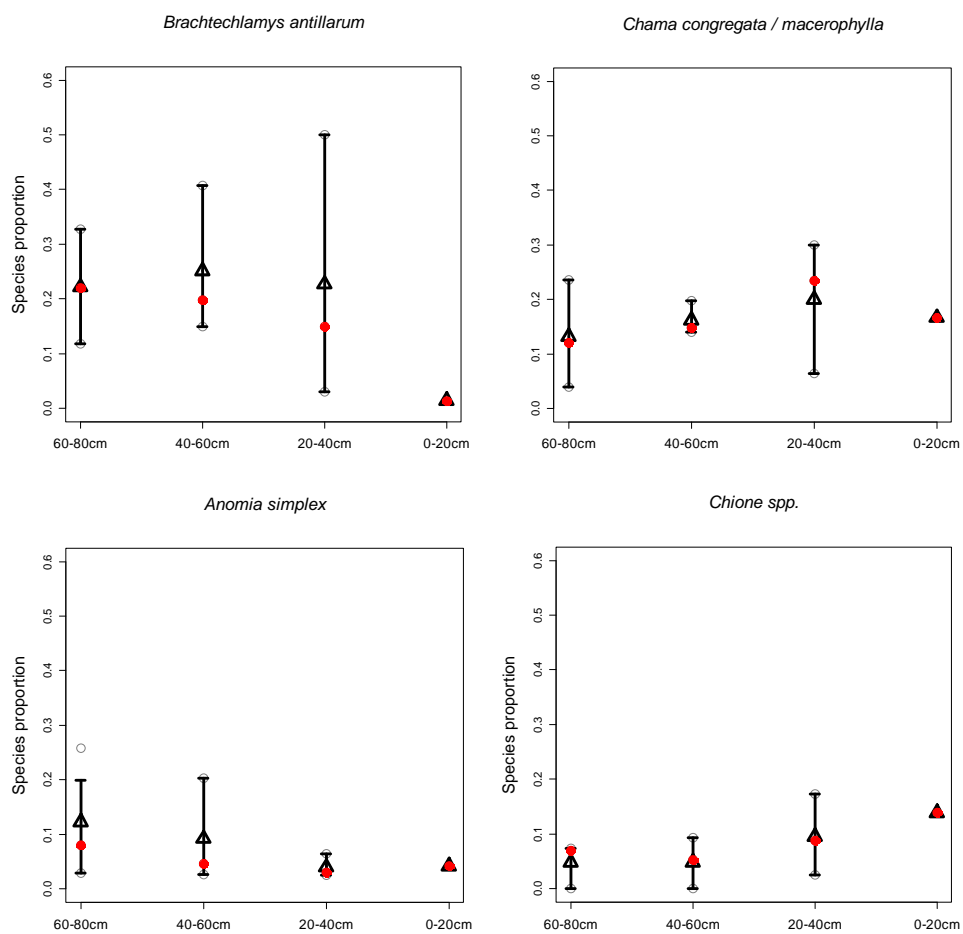 Brachtechlamys antillarum
Species proportion
0.6
0.5
0.4
0.3
0.2
0.1
0.0
60-80cm 40-60cm 20-40cm 0-20cm
Chama congregata / macerophylla
0.6
0.5
0.4
0.3
0.2
0.1
0.0
60-80cm 40-60cm 20-40cm 0-20cm
Anomia simplex
Species proportion
0.6
0.5
0.4
0.3
0.2
0.1
0.0
60-80cm 40-60cm 20-40cm 0-20cm
Chione spp.
Species proportion
0.6
0.5
0.4
0.3
0.2
0.1
0.0
60-80cm 40-60cm 20-40cm 0-20cm